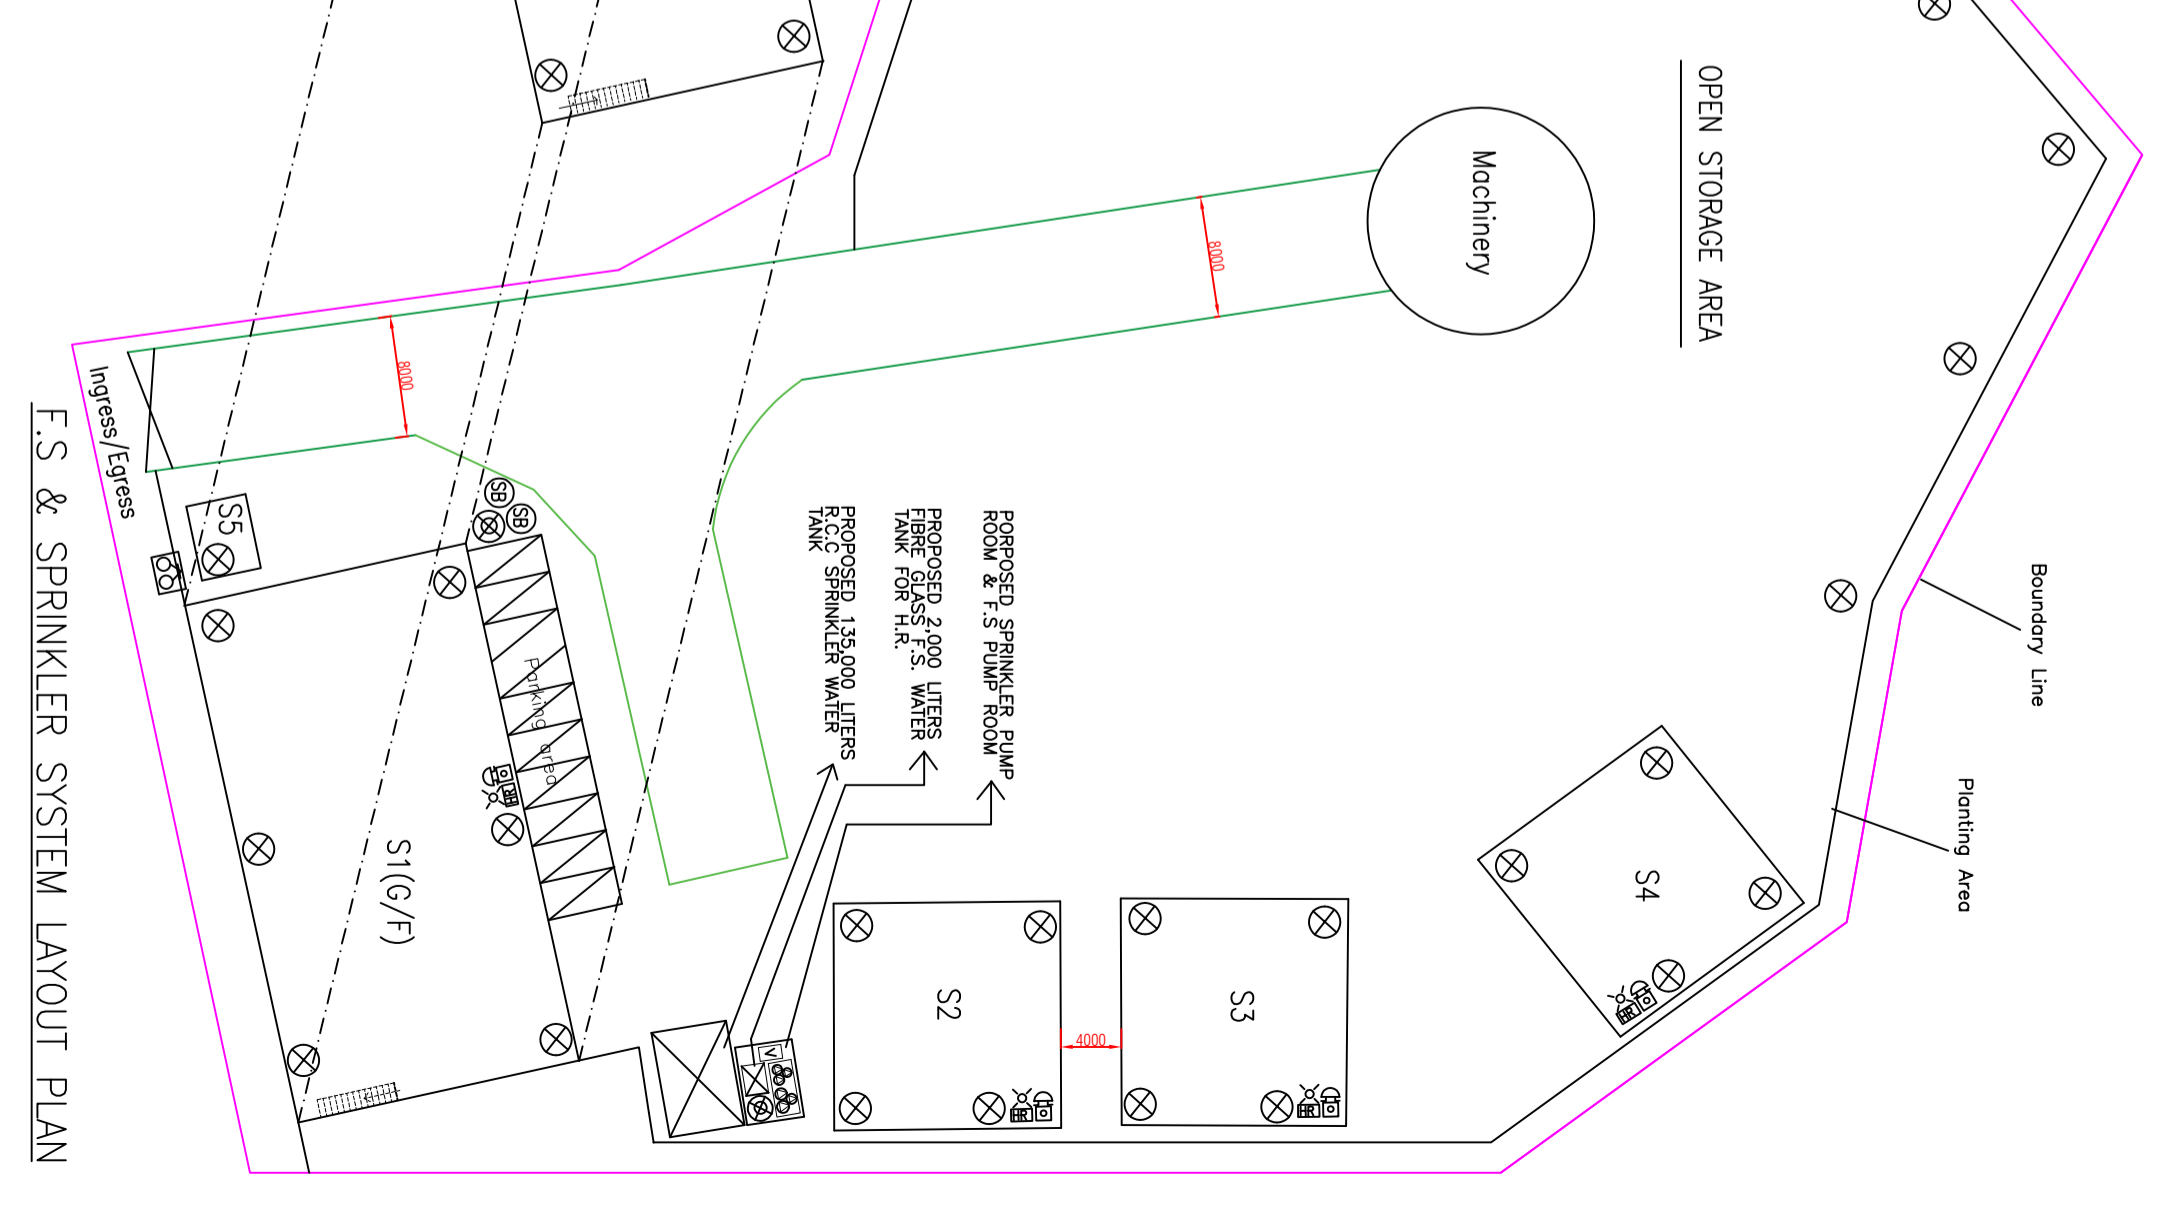 OPEN STORAGE AREA
Machinery
8000
8000
Boundary Line
Planting Area
Ingress/Egress
S5
SB
SB
Parking area
HR
S1(G/F)
PORPOSED SPRINKLER PUMP
ROOM & F.S PUMP ROOM
PROPOSED 2,000 LITERS
FIBRE GLASS F.S. WATER
TANK FOR H.R.
PROPOSED 135,000 LITERS
R.C.C SPRINKLER WATER
TANK
V
S2
HR
4000
S3
HR
S4
HR
F.S & SPRINKLER SYSTEM LAYOUT PLAN